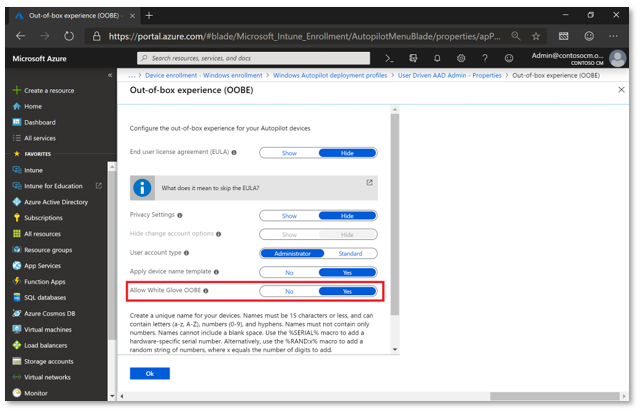 Out-of-box experience (OOBE) -
https://portal.azure.com/#blade/Microsoft_Intune_Enrollment/AutopilotMenuBlade/properties/apP
Microsoft Azure
Search resources, services, and docs
Admin@contosocm.o...
CONTOSO CM
... > Device enrollment - Windows enrollment > Windows Autopilot deployment profiles > User Driven AAD Admin - Properties > Out-of-box experience (OOBE)
Out-of-box experience (OOBE)
Create a resource
Home
Dashboard
All services
FAVORITES
Intune
Intune for Education
Azure Active Directory
Subscriptions
All resources
Resource groups
App Services
Function Apps
SQL databases
Azure Cosmos DB
Virtual machines
Load balancers
Storage accounts
Virtual networks
Monitor
Configure the out-of-box experience for your Autopilot devices
End user license agreement (EULA) Show Hide
What does it mean to skip the EULA?
Privacy Settings Show Hide
Hide change account options Show Hide
User account type Administrator Standard
Apply device name template No Yes
Allow White Glove OOBE No Yes
Create a unique name for your devices. Names must be 15 characters or less, and can
contain letters (a-z, A-Z), numbers (0-9), and hyphens. Names must not contain only
numbers. Names cannot include a blank space. Use the %SERIAL% macro to add a
hardware-specific serial number. Alternatively, use the %RAND:x% macro to add a
random string of numbers, where x equals the number of digits to add.
Ok